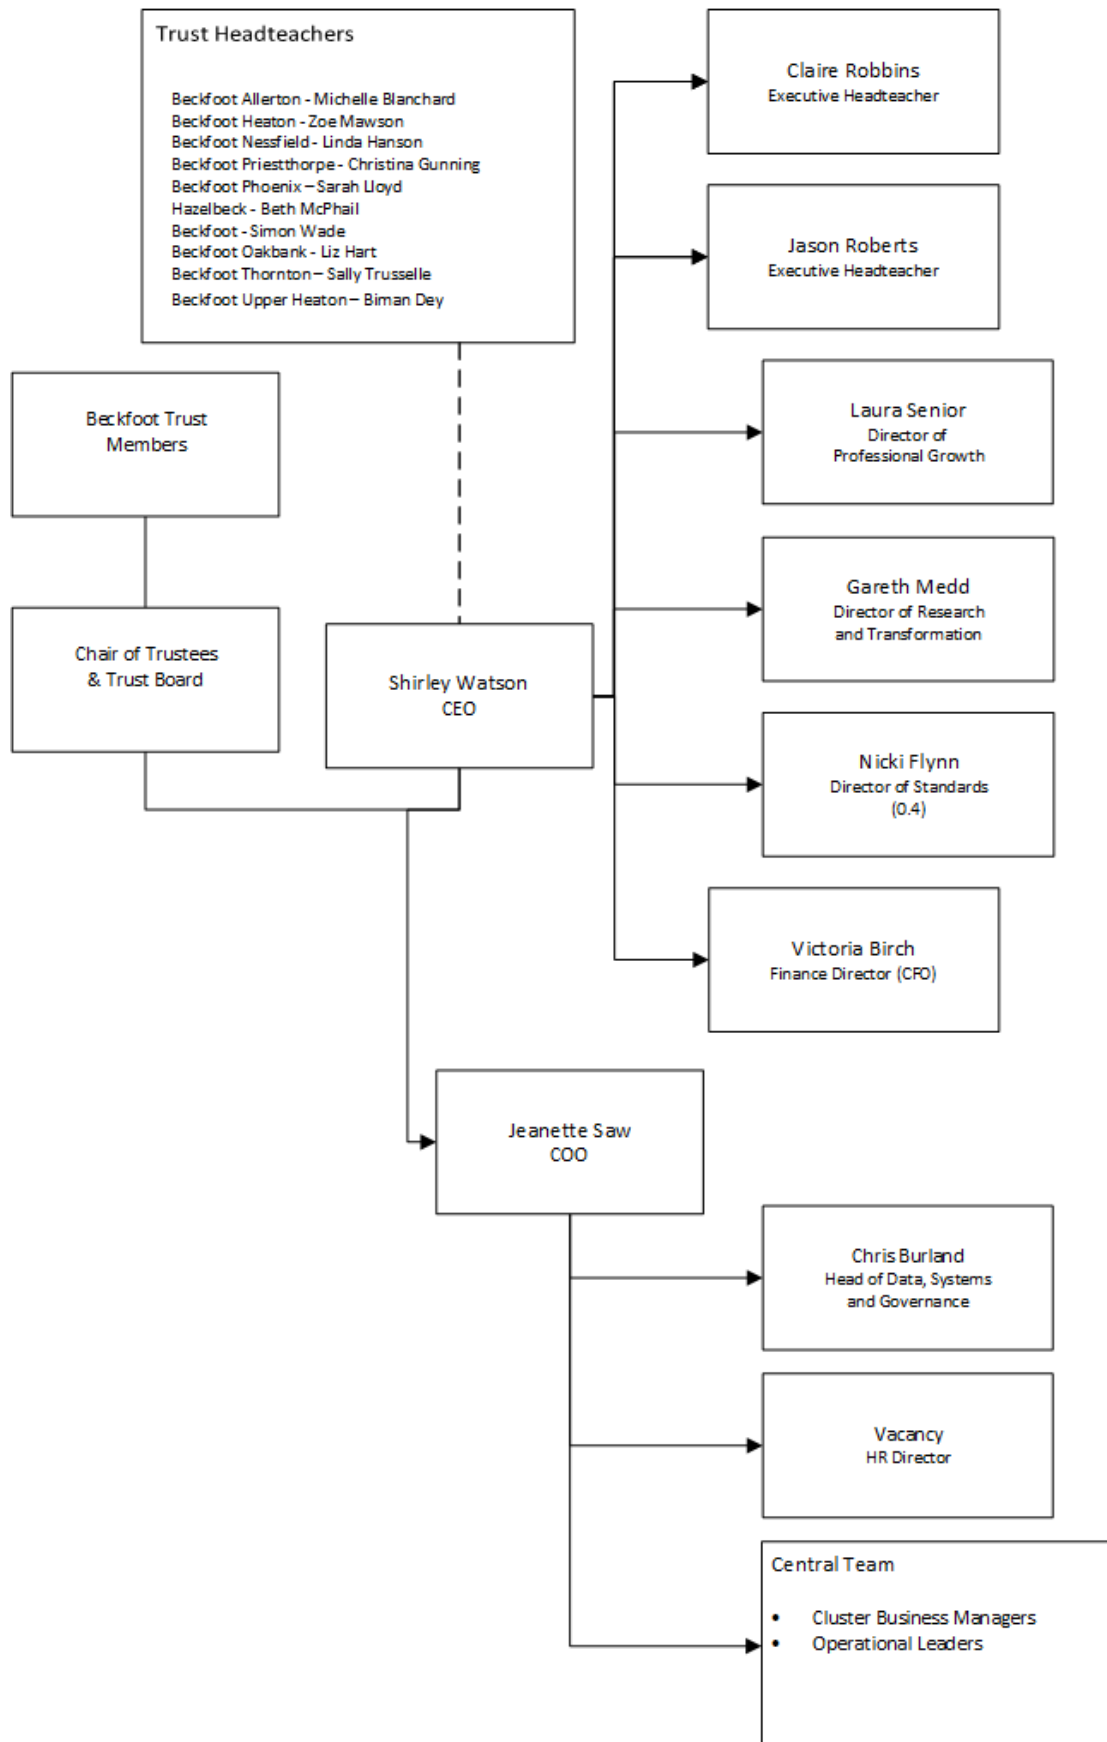 Trust Headteachers
Beckfoot Allerton - Michelle Blanchard
Beckfoot Heaton - Zoe Mawson
Beckfoot Nessfield - Linda Hanson
Beckfoot Priestthorpe - Christina Gunning
Beckfoot Phoenix – Sarah Lloyd
Hazelbeck - Beth McPhail
Beckfoot - Simon Wade
Beckfoot Oakbank - Liz Hart
Beckfoot Thornton – Sally Trusselle
Beckfoot Upper Heaton – Biman Dey
Claire Robbins
Executive Headteacher
Jason Roberts
Executive Headteacher
Beckfoot Trust
Members
Laura Senior
Director of
Professional Growth
Gareth Medd
Director of Research
and Transformation
Chair of Trustees
& Trust Board
Shirley Watson
CEO
Nicki Flynn
Director of Standards
(0.4)
Victoria Birch
Finance Director (CFO)
Jeanette Saw
COO
Chris Burland
Head of Data, Systems
and Governance
Vacancy
HR Director
Central Team
• Cluster Business Managers
• Operational Leaders